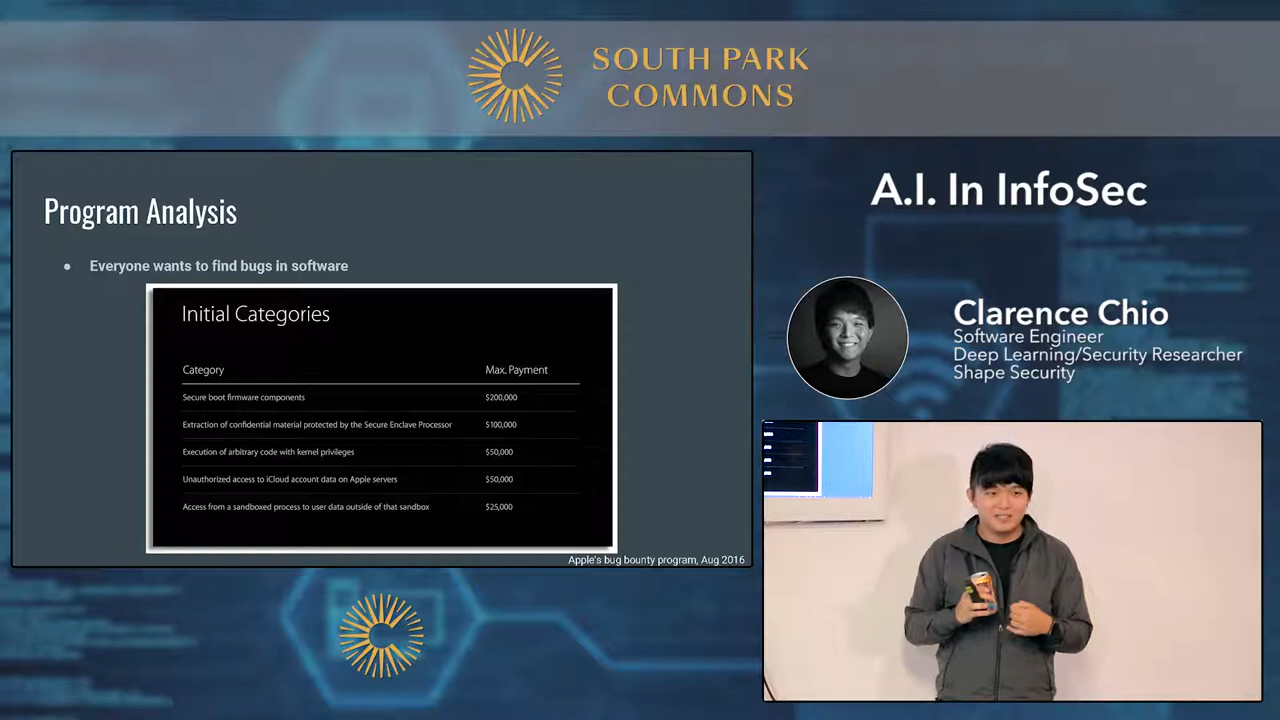 SOUTH PARK
COMMONS
Program Analysis
● Everyone wants to find bugs in software
Initial Categories
Category Max. Payment
Secure boot firmware components $200,000
Extraction of confidential material protected by the Secure Enclave Processor $100,000
Execution of arbitrary code with kernel privileges $50,000
Unauthorized access to iCloud account data on Apple servers $50,000
Access from a sandboxed process to user data outside of that sandbox $25,000
Apple's bug bounty program, Aug 2016
A.I. In InfoSec
Clarence Chio
Software Engineer
Deep Learning/Security Researcher
Shape Security